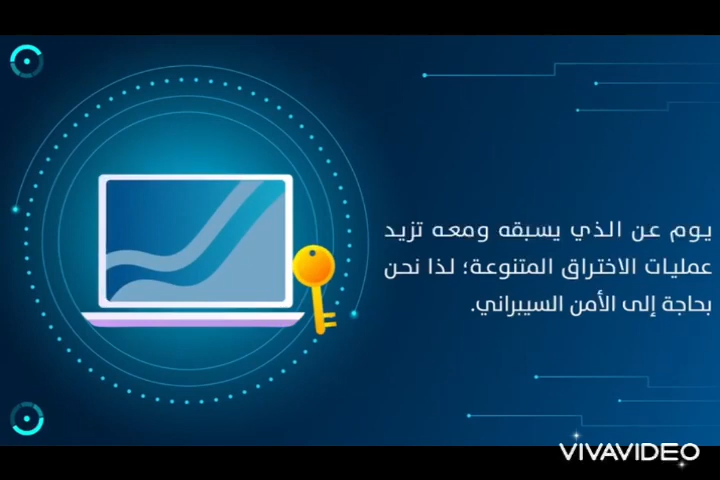 يوم عن الذي يسبقه ومعه تزيد
عمليات الاختراق المتنوعة؛ لذا نحن
بحاجة إلى الأمن السيبراني.
VIVAVIDEO